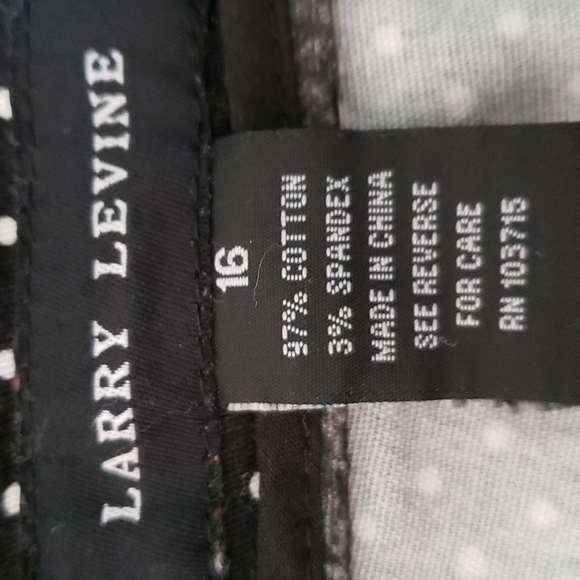 LARRY LEVINE
16
97% COTTON
3% SPANDEX
MADE IN CHINA
SEE REVERSE
FOR CARE
RN 103715